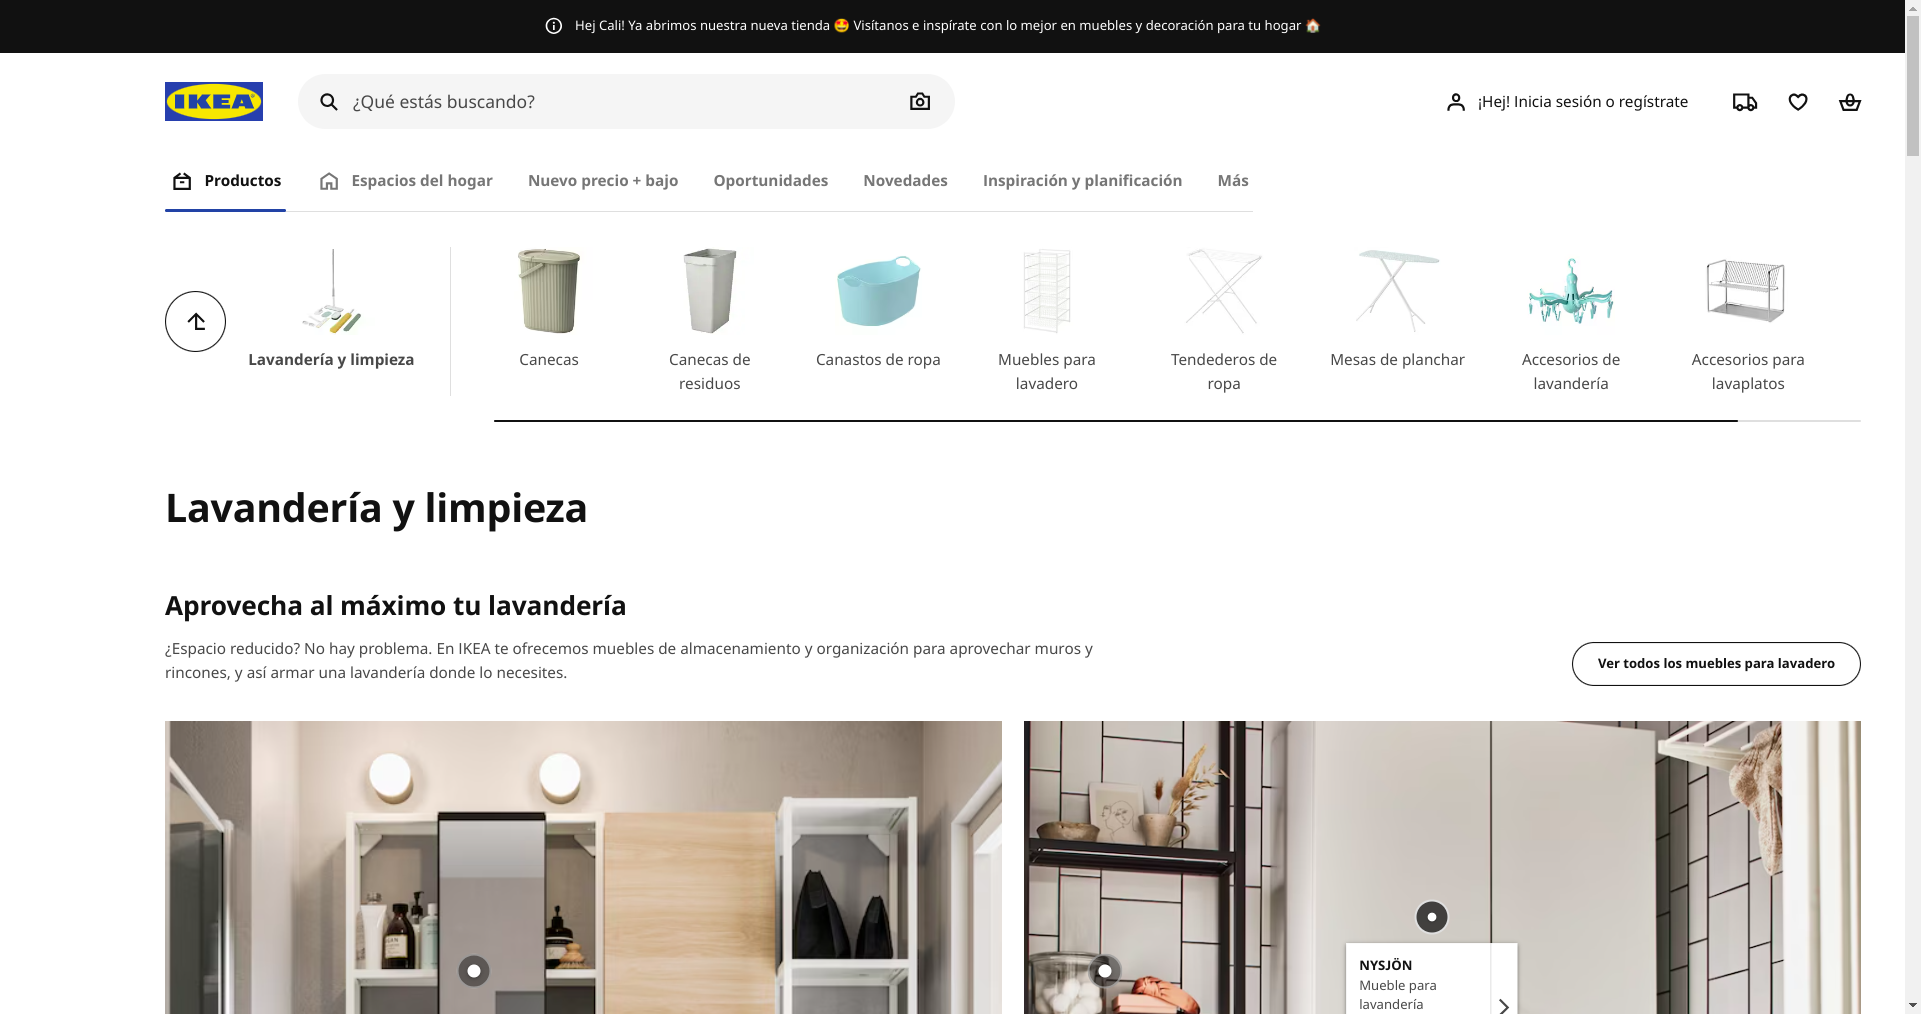 Hej Cali! Ya abrimos nuestra nueva tienda 🤩 Visítanos e inspírate con lo mejor en muebles y decoración para tu hogar 🏠
IKEA
¿Qué estás buscando?
¡Hej! Inicia sesión o regístrate
Productos
Espacios del hogar
Nuevo precio + bajo
Oportunidades
Novedades
Inspiración y planificación
Más
Lavandería y limpieza
Canecas
Canecas de
residuos
Canastos de ropa
Muebles para
lavadero
Tendederos de
ropa
Mesas de planchar
Accesorios de
lavandería
Accesorios para
lavaplatos
Lavandería y limpieza
Aprovecha al máximo tu lavandería
¿Espacio reducido? No hay problema. En IKEA te ofrecemos muebles de almacenamiento y organización para aprovechar muros y
rincones, y así armar una lavandería donde lo necesites.
Ver todos los muebles para lavadero
NYSJÖN
Mueble para
lavandería